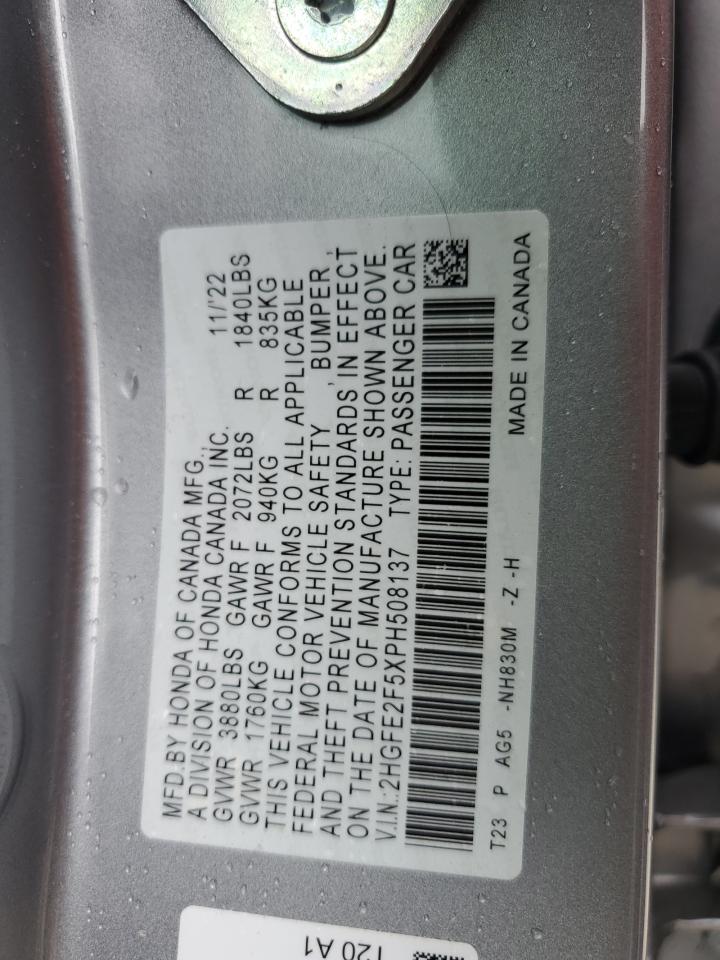 MFD.BY HONDA OF CANADA MFG., 11/'22
A DIVISION OF HONDA CANADA INC.
GVWR 3880LBS GAWR F 2072LBS R 1840LBS
GVWR 1760KG GAWR F 940KG R 835KG
THIS VEHICLE CONFORMS TO ALL APPLICABLE
FEDERAL MOTOR VEHICLE SAFETY , BUMPER ,
AND THEFT PREVENTION STANDARDS IN EFFECT
ON THE DATE OF MANUFACTURE SHOWN ABOVE.
V.I.N.:2HGFE2F5XPH508137 TYPE: PASSENGER CAR
T23 P AG5 -NH830M -Z -H MADE IN CANADA
T20 A1